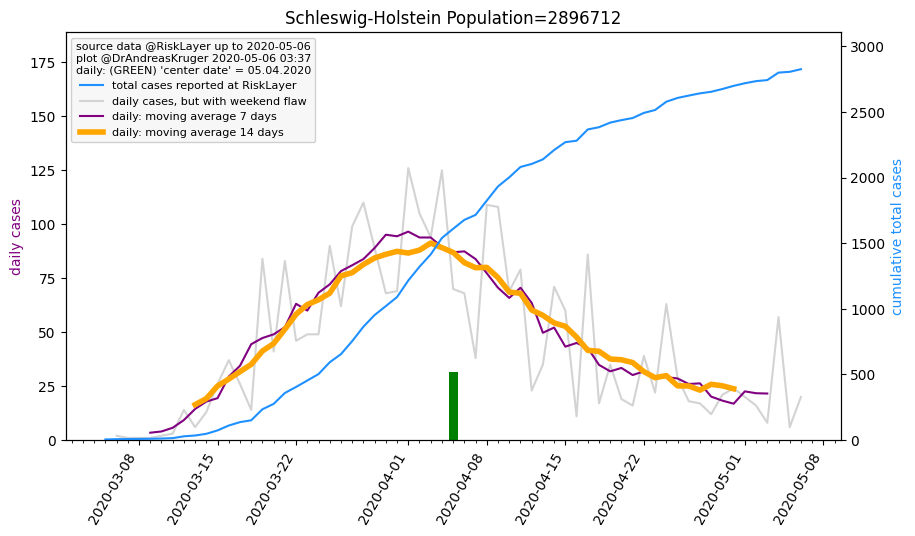 Schleswig-Holstein Population=2896712
source data @RiskLayer up to 2020-05-06
plot @DrAndreasKruger 2020-05-06 03:37
daily: (GREEN) 'center date' = 05.04.2020
total cases reported at RiskLayer
daily cases, but with weekend flaw
daily: moving average 7 days
daily: moving average 14 days
daily cases
175
150
125
100
75
50
25
0
3000
2500
2000
1500
1000
500
0
cumulative total cases
2020-03-08
2020-03-15
2020-03-22
2020-04-01
2020-04-08
2020-04-15
2020-04-22
2020-05-01
2020-05-08